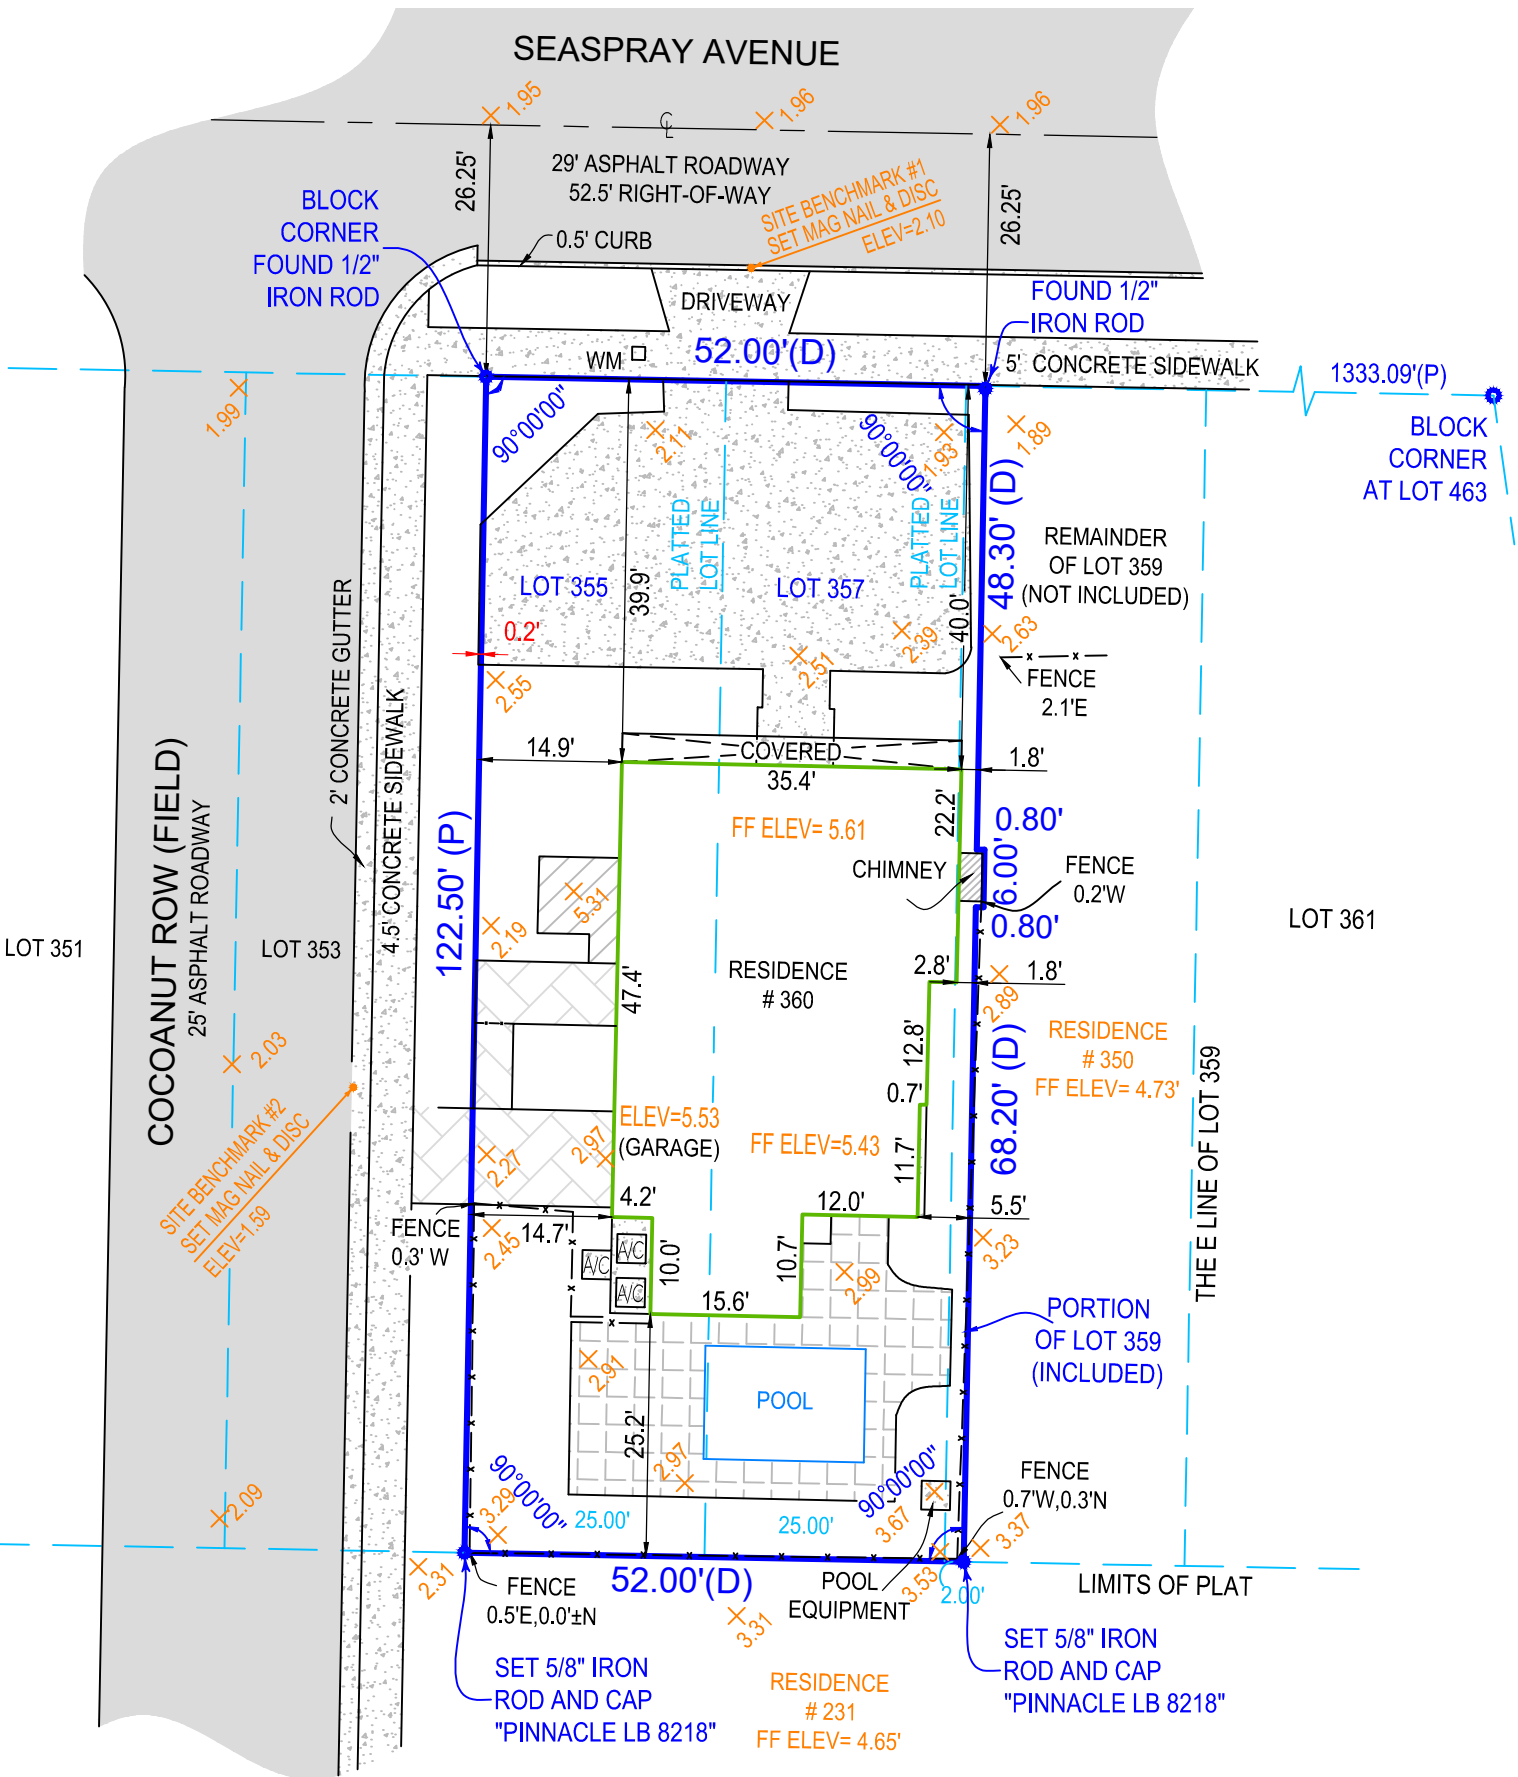 SEASPRAY AVENUE
1.95
1.96
1.96
CL
26.25'
29' ASPHALT ROADWAY
52.5' RIGHT-OF-WAY
26.25'
SITE BENCHMARK #1
SET MAG NAIL & DISC
ELEV=2.10
BLOCK
CORNER
FOUND 1/2"
IRON ROD
0.5' CURB
DRIVEWAY
FOUND 1/2"
IRON ROD
WM
52.00'(D)
5' CONCRETE SIDEWALK
1333.09'(P)
BLOCK
CORNER
AT LOT 463
1.99
90°00'00"
2.11
90°00'00"
1.93
1.89
PLATTED
LOT LINE
PLATTED
LOT LINE
48.30' (D)
REMAINDER
OF LOT 359
(NOT INCLUDED)
LOT 355
39.9'
LOT 357
40.0'
0.2'
2.55
2.51
2.39
2.63
FENCE
2.1'E
2' CONCRETE GUTTER
4.5' CONCRETE SIDEWALK
14.9'
COVERED
35.4'
1.8'
COCOANUT ROW (FIELD)
25' ASPHALT ROADWAY
122.50' (P)
FF ELEV= 5.61
22.2'
0.80'
6.00'
0.80'
CHIMNEY
FENCE
0.2'W
5.31
2.19
LOT 351
LOT 353
LOT 361
47.4'
RESIDENCE
# 360
2.8'
1.8'
2.89
2.03
12.8'
0.7'
68.20' (D)
RESIDENCE
# 350
FF ELEV= 4.73'
THE E LINE OF LOT 359
SITE BENCHMARK #2
SET MAG NAIL & DISC
ELEV=1.59
2.27
2.97
ELEV=5.53
(GARAGE)
FF ELEV=5.43
11.7'
4.2'
12.0'
5.5'
FENCE
0.3' W
14.7'
2.45
A/C
A/C
A/C
10.0'
10.7'
2.99
3.23
15.6'
PORTION
OF LOT 359
(INCLUDED)
2.91
POOL
25.2'
2.97
2.09
90°00'00"
3.29
25.00'
25.00'
90°00'00"
3.67
FENCE
0.7'W,0.3'N
3.37
2.31
FENCE
0.5'E,0.0'±N
52.00'(D)
3.31
POOL
EQUIPMENT
3.53
2.00'
LIMITS OF PLAT
SET 5/8" IRON
ROD AND CAP
"PINNACLE LB 8218"
RESIDENCE
# 231
FF ELEV= 4.65'
SET 5/8" IRON
ROD AND CAP
"PINNACLE LB 8218"